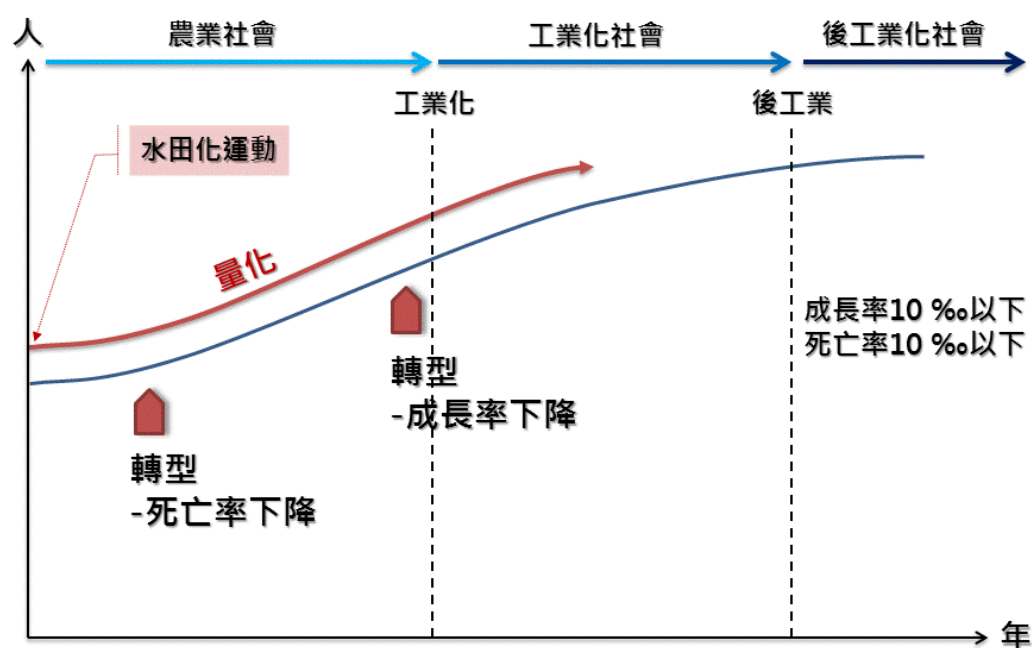 人
農業社會
工業化社會
後工業化社會
工業化
後工業
水田化運動
量化
成長率10 ‰以下
死亡率10 ‰以下
轉型
-成長率下降
轉型
-死亡率下降
年